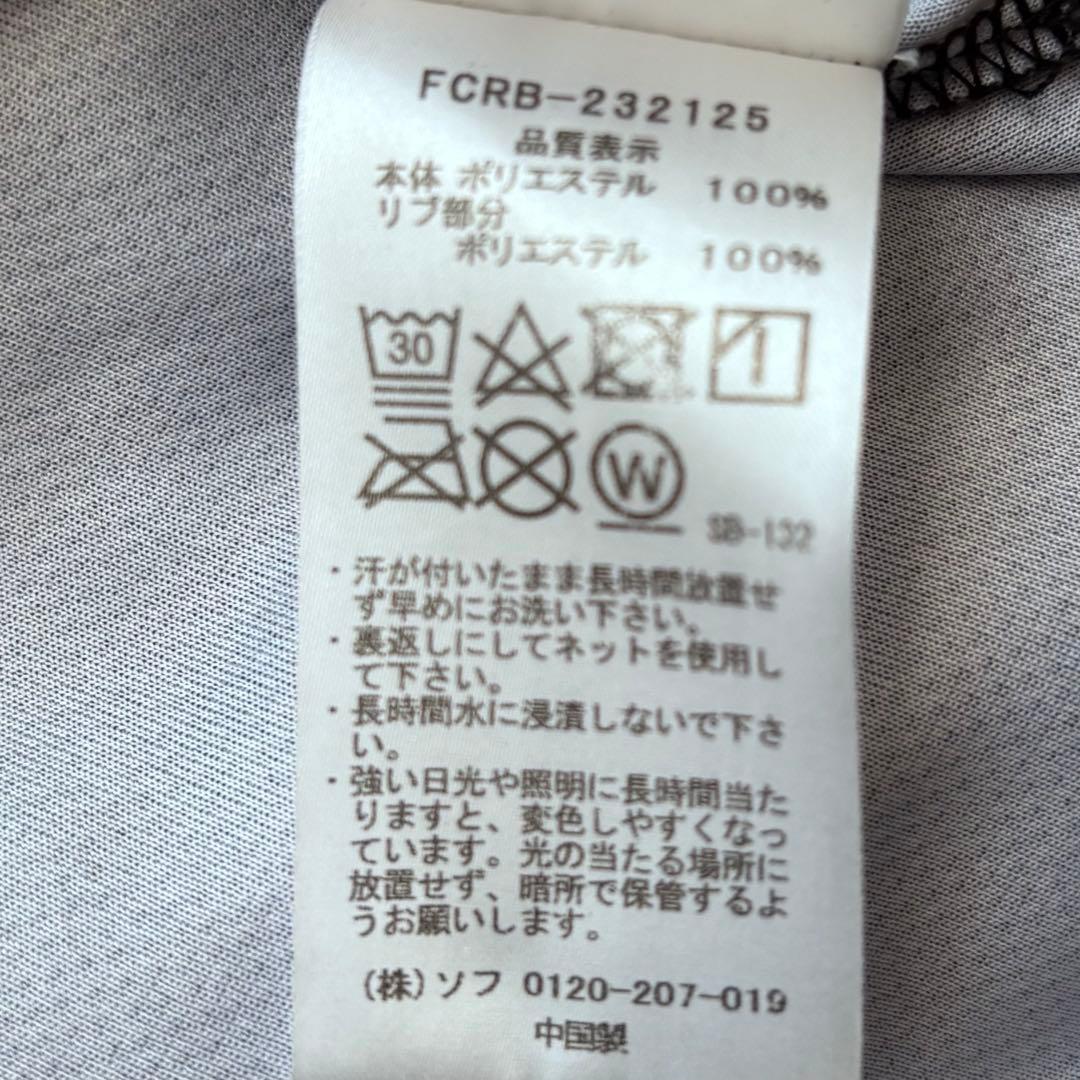 FCRB-232125
品質表示
本体 ポリエステル 100%
リブ部分
ポリエステル 100%
30
W
SB-132
・汗が付いたまま長時間放置せ
ず早めにお洗い下さい。
・裏返しにしてネットを使用し
て下さい。
・長時間水に浸漬しないで下さ
い。
・強い日光や照明に長時間当た
りますと、変色しやすくなっ
ています。光の当たる場所に
放置せず、暗所で保管するよ
うお願いします。
(株)ソフ 0120-207-019
中国製